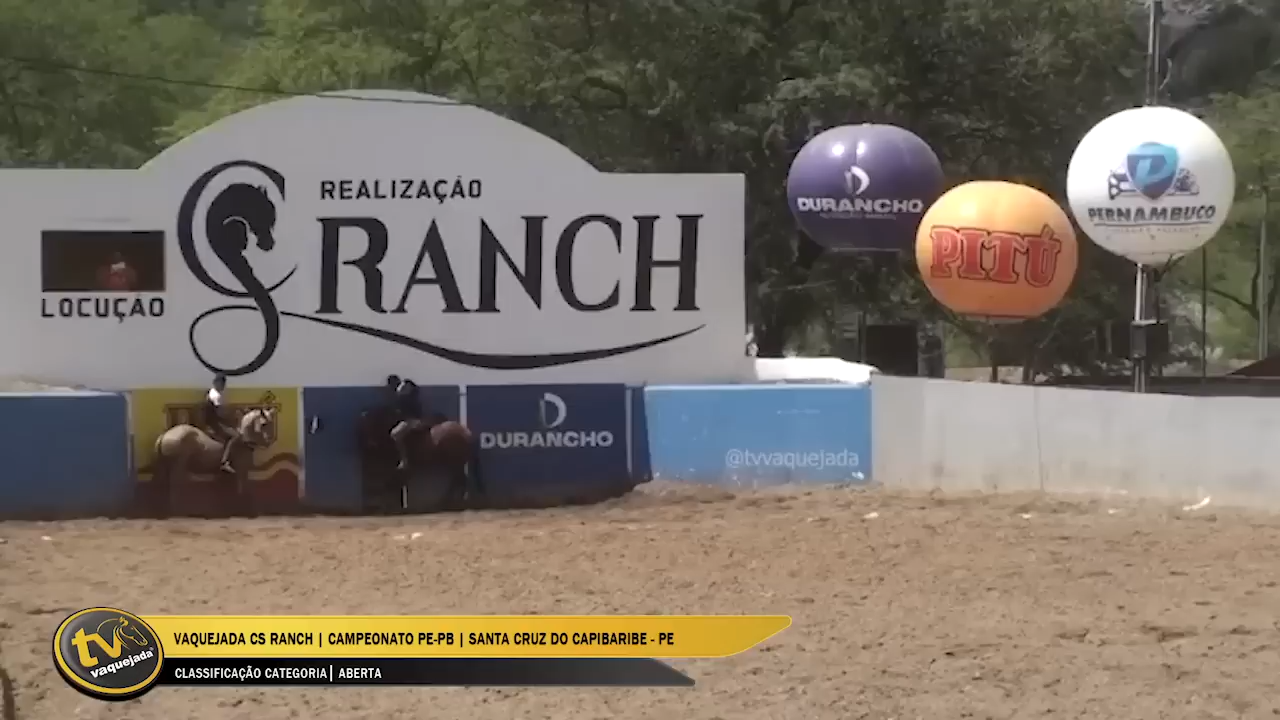 REALIZAÇÃO
RANCH
LOCUÇÃO
DURANCHO
PITÚ
PERNAMBUCO
DURANCHO
@tvvaquejada
tv
vaquejada
VAQUEJADA CS RANCH | CAMPEONATO PE-PB | SANTA CRUZ DO CAPIBARIBE - PE
CLASSIFICAÇÃO CATEGORIA | ABERTA